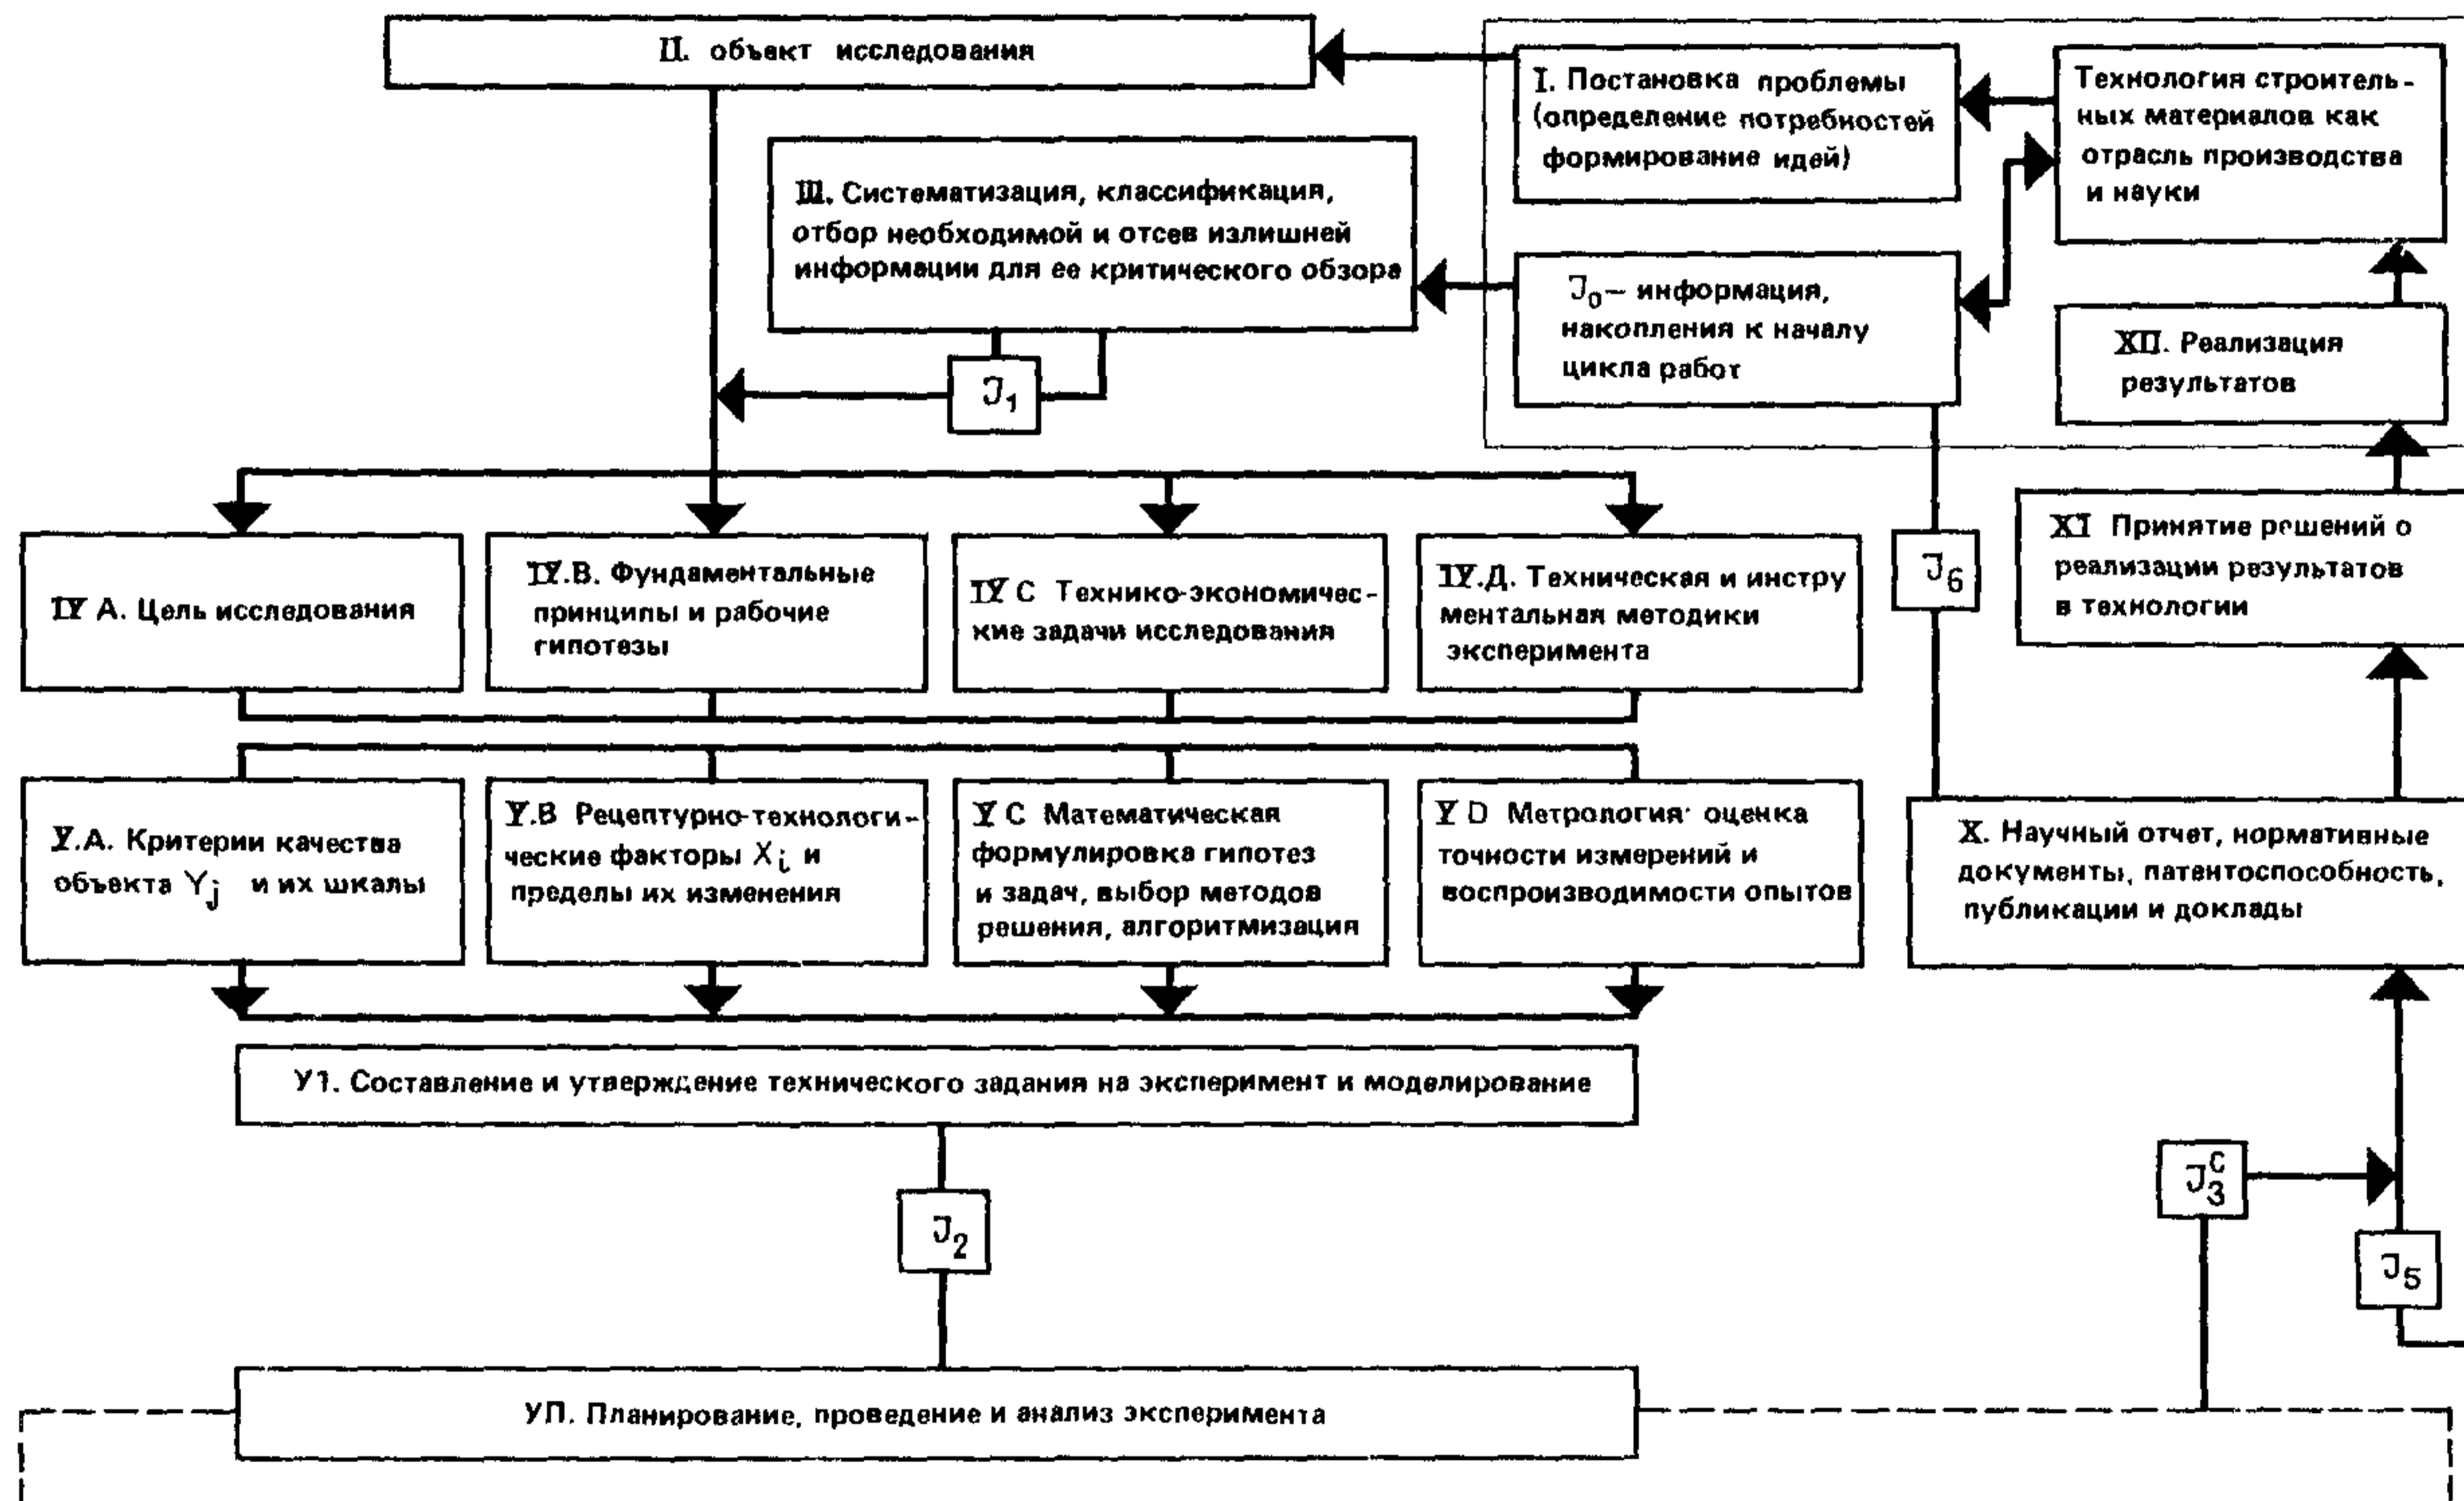 II. объект исследования
I. Постановка проблемы
(определение потребностей
формирование идей)
Технология строитель-
ных материалов как
отрасль производства
и науки
III. Систематизация, классификация,
отбор необходимой и отсев излишней
информации для ее критического обзора
J₀ — информация,
накопления к началу
цикла работ
XII. Реализация
результатов
J₁
IV А. Цель исследования
IV.В. Фундаментальные
принципы и рабочие
гипотезы
IV С Технико-экономичес-
кие задачи исследования
IV.Д. Техническая и инстру
ментальная методики
эксперимента
J₆
XI Принятие решений о
реализации результатов
в технологии
V.А. Критерии качества
объекта Yj и их шкалы
V.В Рецептурно-технологи-
ческие факторы Xi и
пределы их изменения
V С Математическая
формулировка гипотез
и задач, выбор методов
решения, алгоритмизация
V D Метрология· оценка
точности измерений и
воспроизводимости опытов
X. Научный отчет, нормативные
документы, патентоспособность,
публикации и доклады
У1. Составление и утверждение технического задания на эксперимент и моделирование
J₂
J₃ᶜ
J₅
УП. Планирование, проведение и анализ эксперимента